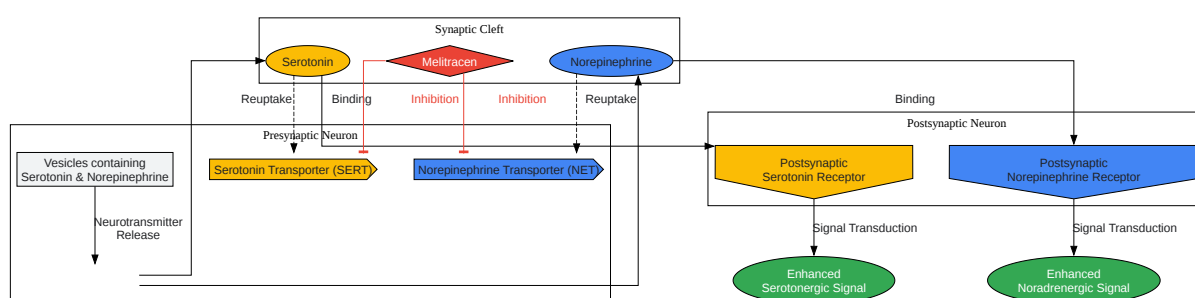 Synaptic Cleft
Serotonin
Melitracen
Norepinephrine
Reuptake
Binding
Inhibition
Inhibition
Reuptake
Binding
Presynaptic Neuron
Postsynaptic Neuron
Vesicles containing
Serotonin & Norepinephrine
Serotonin Transporter (SERT)
Norepinephrine Transporter (NET)
Postsynaptic
Serotonin Receptor
Postsynaptic
Norepinephrine Receptor
Neurotransmitter
Release
Signal Transduction
Signal Transduction
Enhanced
Serotonergic Signal
Enhanced
Noradrenergic Signal